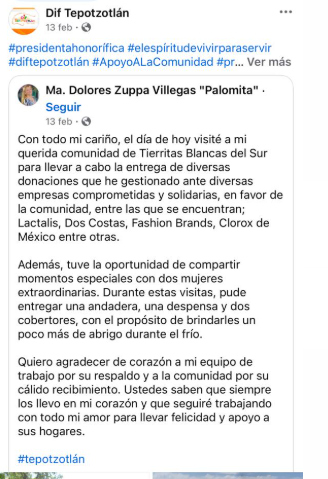 Dif Tepotzotlán
13 feb ·
#presidentahonorífica #elespíritudevivirparaservir
#diftepotzotlán #ApoyoALaComunidad #pr... Ver más
Ma. Dolores Zuppa Villegas "Palomita" ·
Seguir
13 feb ·
Con todo mi cariño, el día de hoy visité a mi
querida comunidad de Tierritas Blancas del Sur
para llevar a cabo la entrega de diversas
donaciones que he gestionado ante diversas
empresas comprometidas y solidarias, en favor de
la comunidad, entre las que se encuentran;
Lactalis, Dos Costas, Fashion Brands, Clorox de
México entre otras.
Además, tuve la oportunidad de compartir
momentos especiales con dos mujeres
extraordinarias. Durante estas visitas, pude
entregar una andadera, una despensa y dos
cobertores, con el propósito de brindarles un
poco más de abrigo durante el frío.
Quiero agradecer de corazón a mi equipo de
trabajo por su respaldo y a la comunidad por su
cálido recibimiento. Ustedes saben que siempre
los llevo en mi corazón y que seguiré trabajando
con todo mi amor para llevar felicidad y apoyo a
sus hogares.
#tepotzotlán